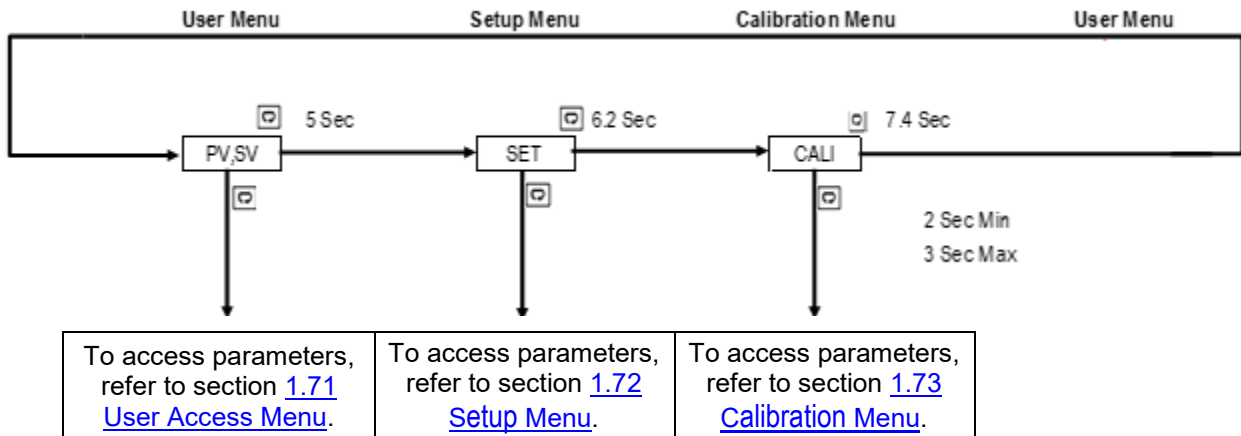 User Menu Setup Menu Calibration Menu User Menu
5 Sec 6.2 Sec 7.4 Sec
PV,SV SET CALI
2 Sec Min
3 Sec Max
To access parameters,
refer to section 1.71
User Access Menu.
To access parameters,
refer to section 1.72
Setup Menu.
To access parameters,
refer to section 1.73
Calibration Menu.